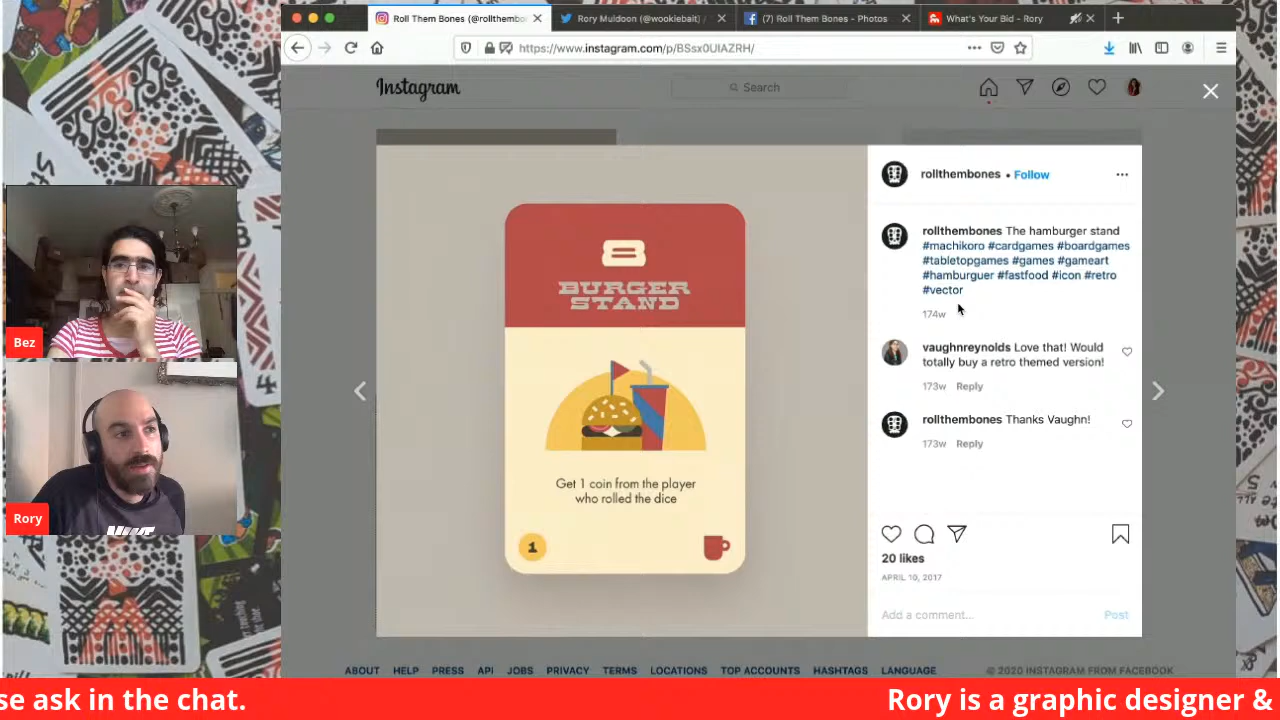 Roll Them Bones (@rollthembo
Rory Muldoon (@wookiebait) /
(7) Roll Them Bones - Photos
What's Your Bid - Rory
https://www.instagram.com/p/BSsx0UIAZRH/
Instagram
Search
rollthembones • Follow
8
BURGER
STAND
Get 1 coin from the player
who rolled the dice
1
rollthembones The hamburger stand
#machikoro #cardgames #boardgames
#tabletopgames #games #gameart
#hamburguer #fastfood #icon #retro
#vector
174w
vaughnreynolds Love that! Would
totally buy a retro themed version!
173w Reply
rollthembones Thanks Vaughn!
173w Reply
20 likes
APRIL 10, 2017
Add a comment... Post
ABOUT HELP PRESS API JOBS PRIVACY TERMS LOCATIONS TOP ACCOUNTS HASHTAGS LANGUAGE © 2020 INSTAGRAM FROM FACEBOOK
Bez
Rory
se ask in the chat. Rory is a graphic designer &